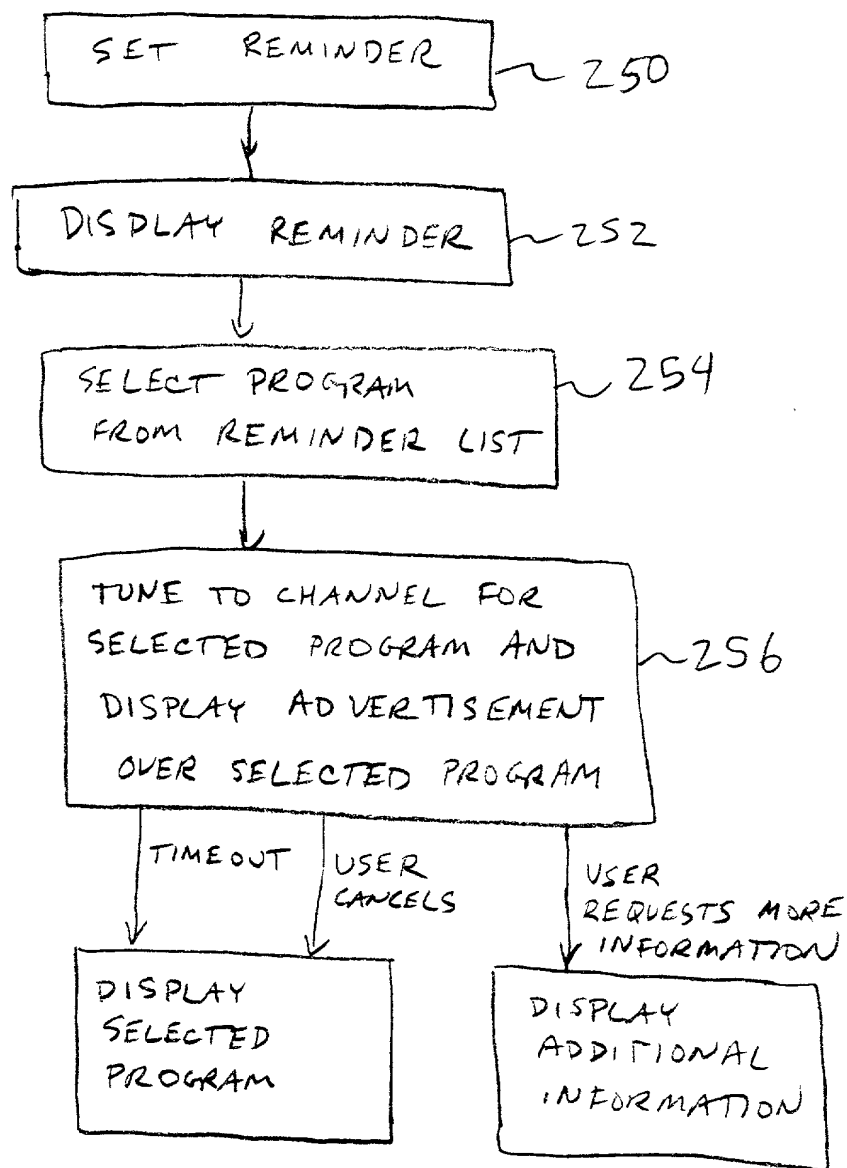 SET REMINDER
250
DISPLAY REMINDER
252
SELECT PROGRAM
FROM REMINDER LIST
254
TUNE TO CHANNEL FOR
SELECTED PROGRAM AND
DISPLAY ADVERTISEMENT
OVER SELECTED PROGRAM
256
TIMEOUT
USER
CANCELS
USER
REQUESTS MORE
INFORMATION
DISPLAY
SELECTED
PROGRAM
DISPLAY
ADDITIONAL
INFORMATION